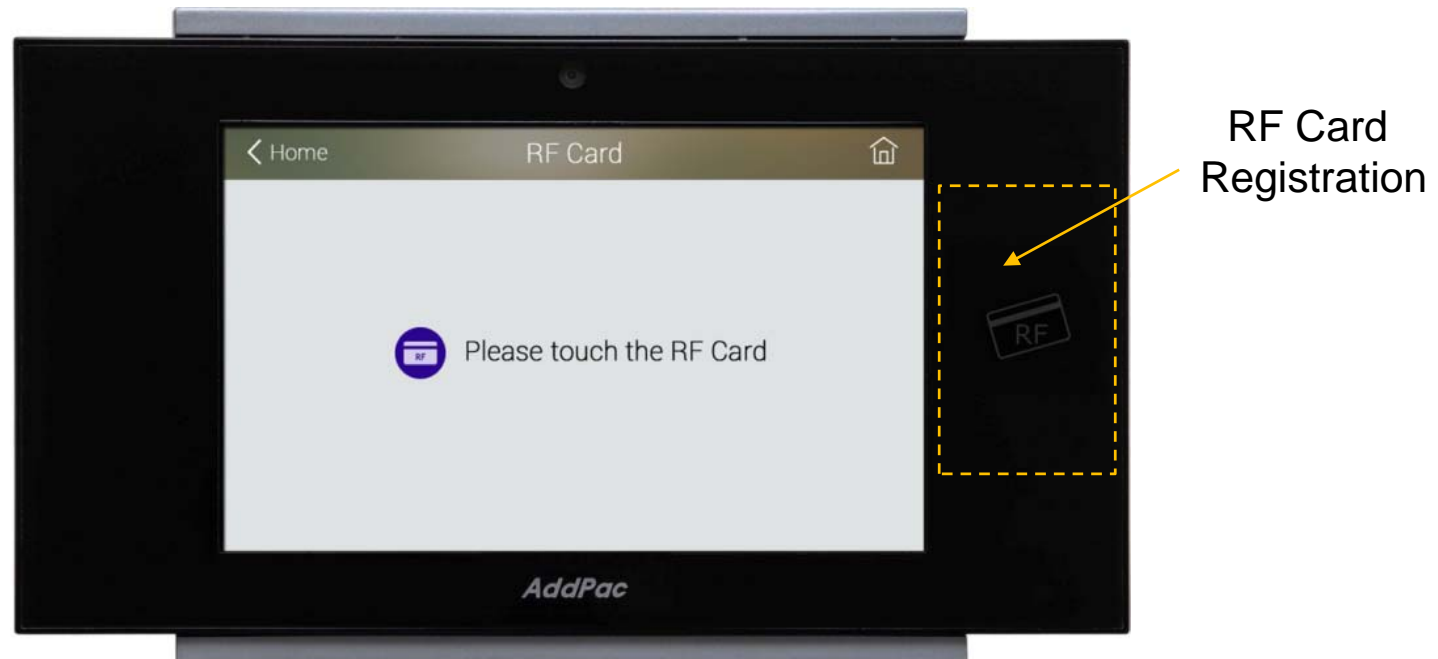 Home
RF Card
RF Card
Registration
RF
Please touch the RF Card
RF
AddPac